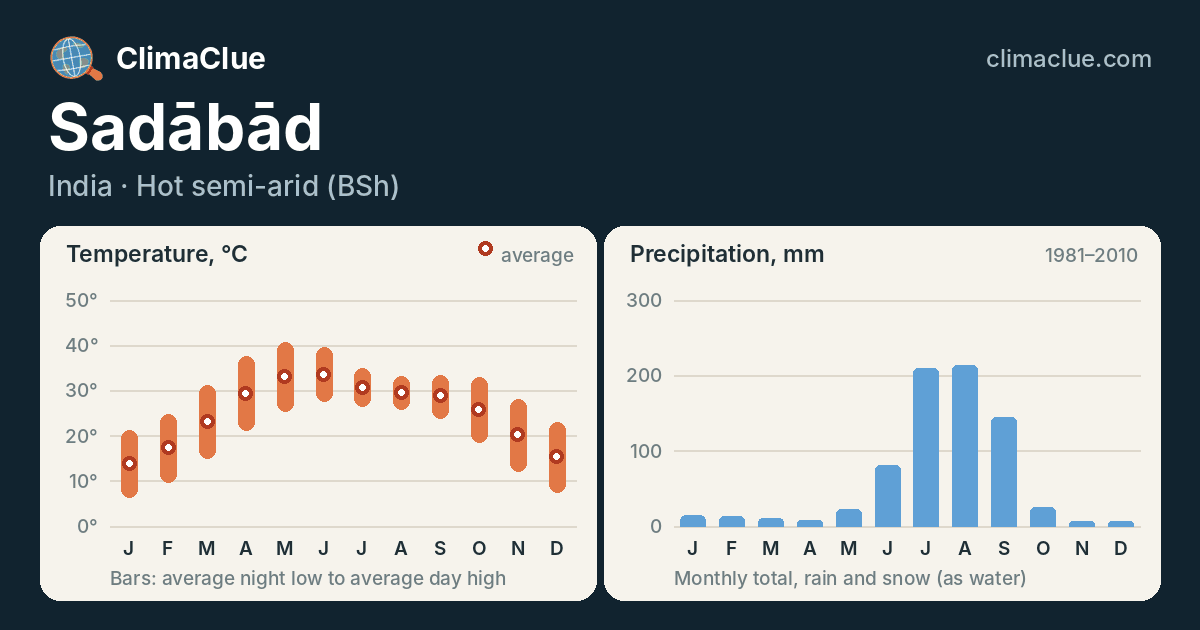 ClimaClue
climaclue.com
Sadābād
India · Hot semi-arid (BSh)
Temperature, °C
average
50°
40°
30°
20°
10°
0°
J F M A M J J A S O N D
Bars: average night low to average day high
Precipitation, mm
1981–2010
300
200
100
0
J F M A M J J A S O N D
Monthly total, rain and snow (as water)